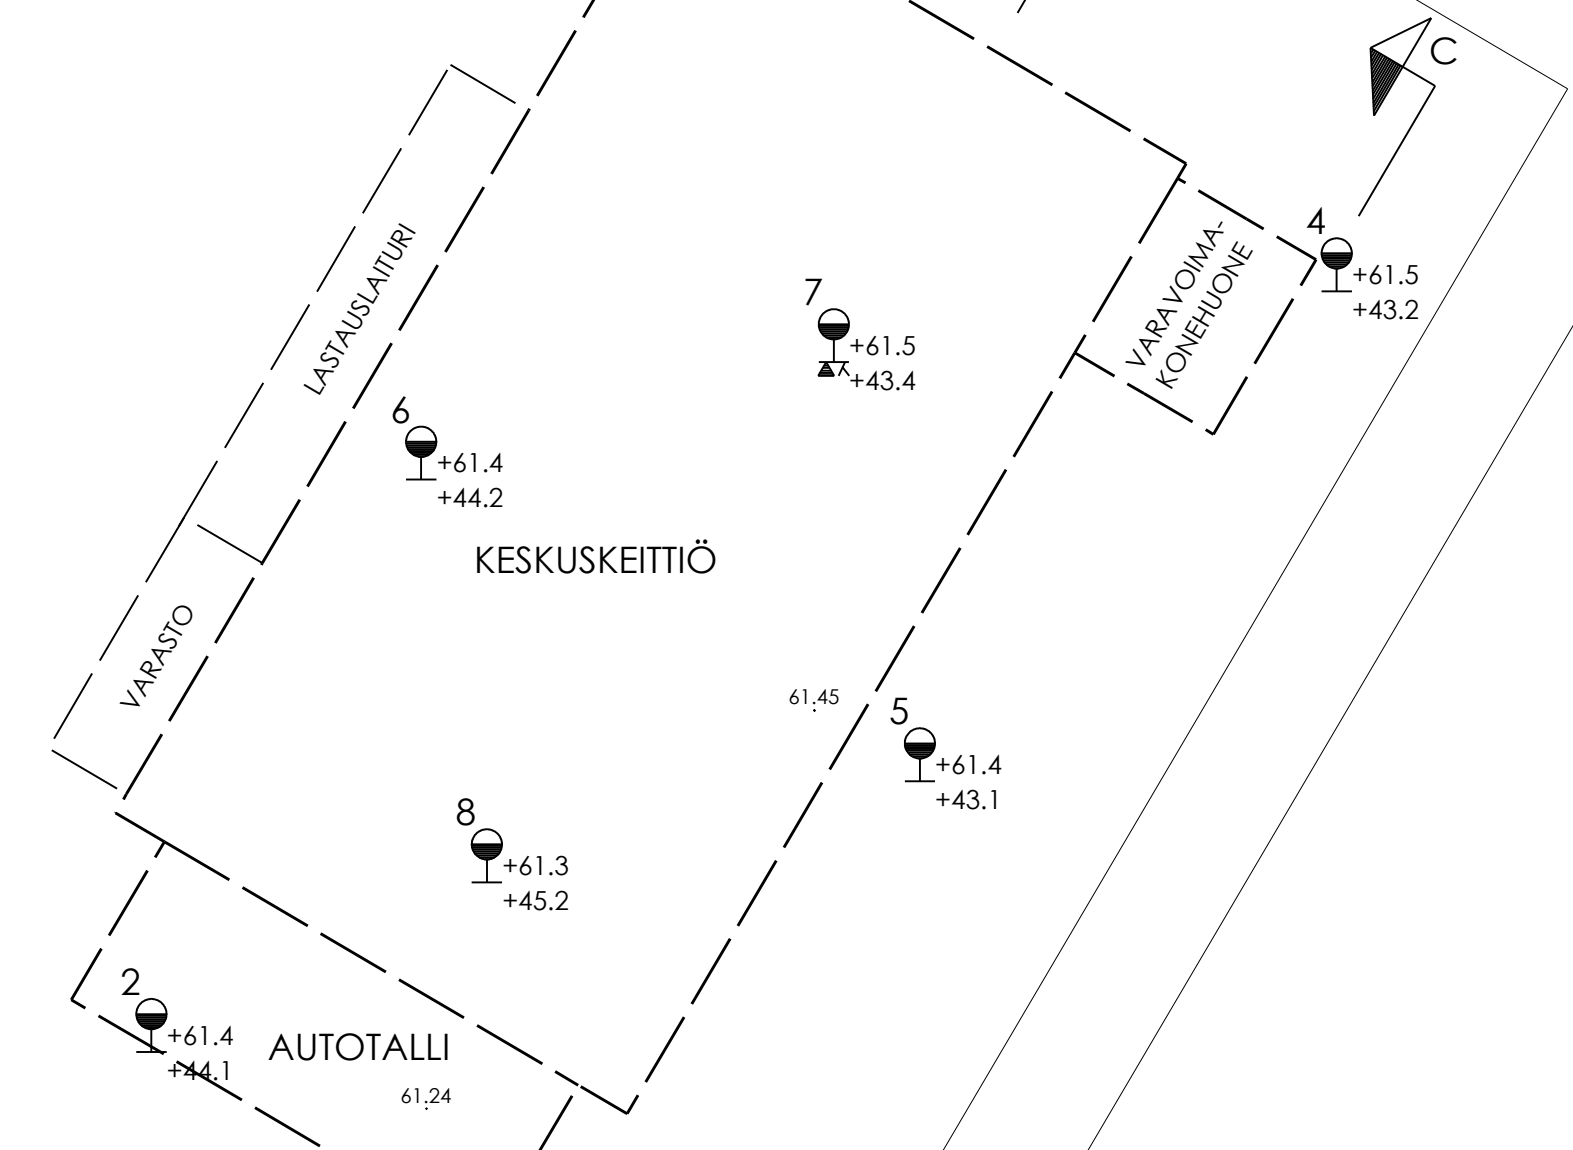 C
4
+61.5
+43.2
VARAVOIMA-
KONEHUONE
LASTAUSLAITURI
7
+61.5
+43.4
6
+61.4
+44.2
KESKUSKEITTIÖ
VARASTO
61.45
5
+61.4
+43.1
8
+61.3
+45.2
2
+61.4
+44.1
AUTOTALLI
61.24